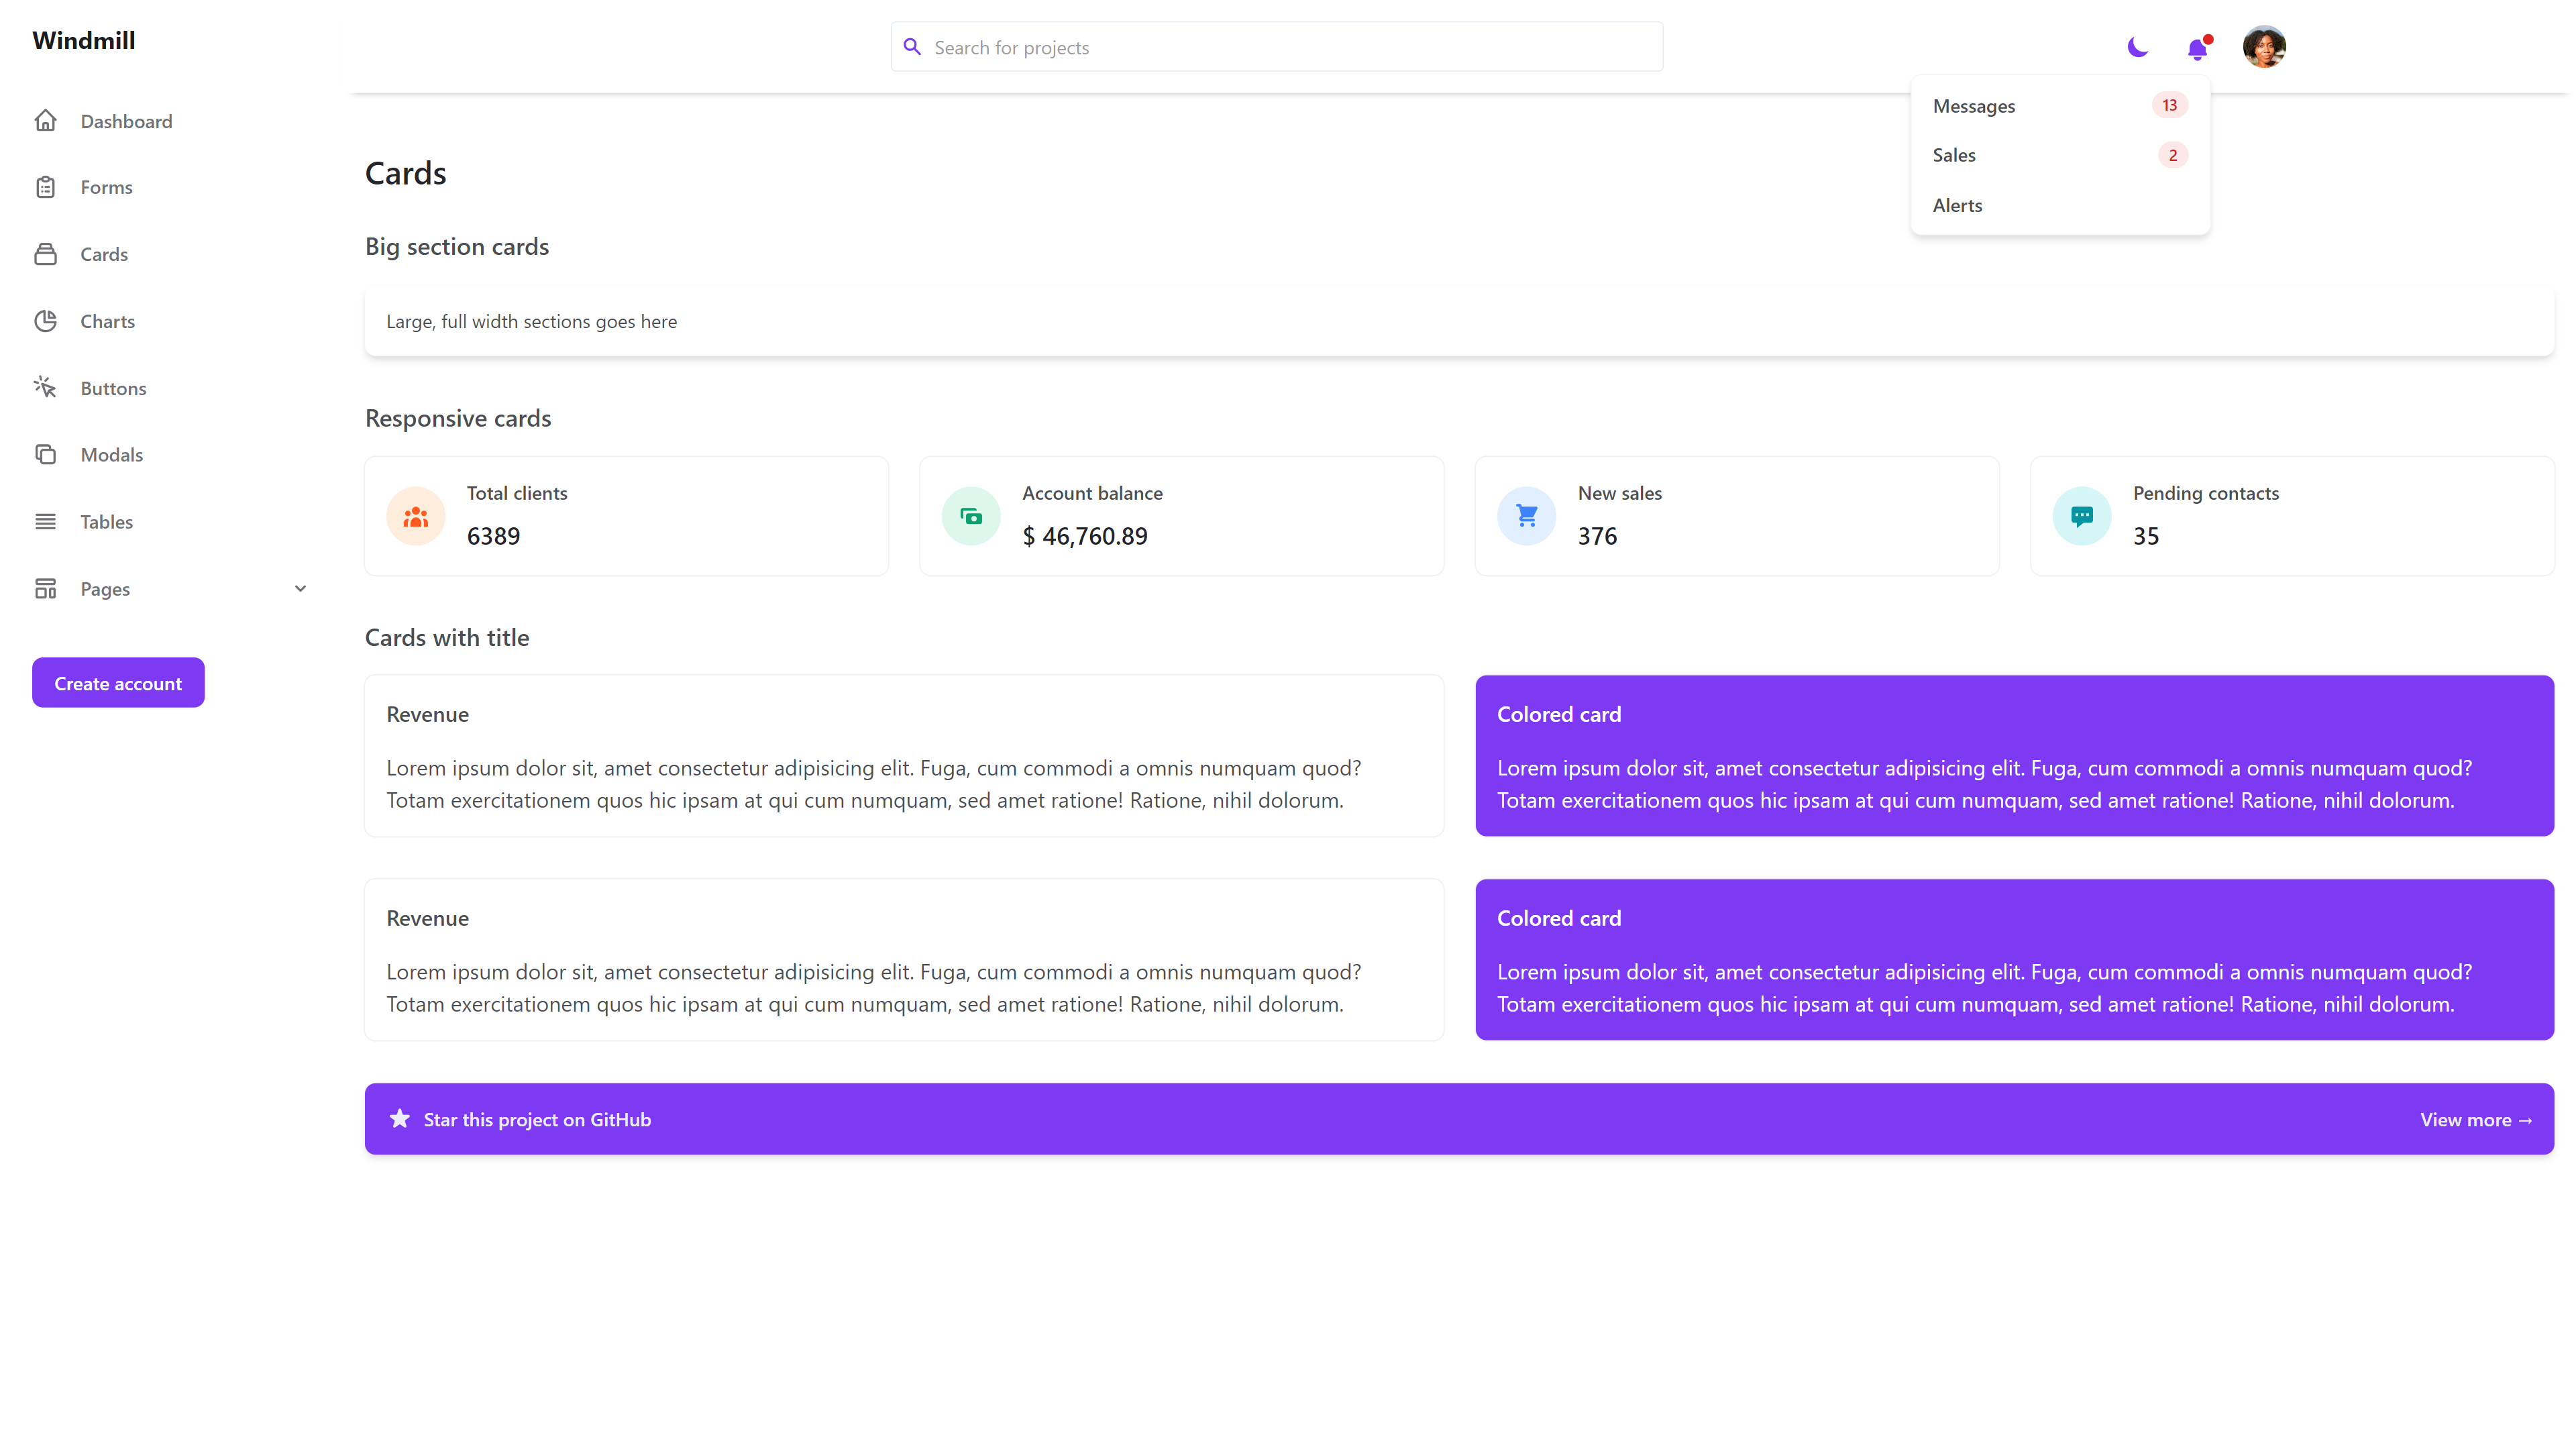 Windmill
Search for projects
Dashboard
Forms
Cards
Charts
Buttons
Modals
Tables
Pages
Create account
Messages 13
Sales 2
Alerts
Cards
Big section cards
Large, full width sections goes here
Responsive cards
Total clients
6389
Account balance
$ 46,760.89
New sales
376
Pending contacts
35
Cards with title
Revenue
Lorem ipsum dolor sit, amet consectetur adipisicing elit. Fuga, cum commodi a omnis numquam quod?
Totam exercitationem quos hic ipsam at qui cum numquam, sed amet ratione! Ratione, nihil dolorum.
Colored card
Lorem ipsum dolor sit, amet consectetur adipisicing elit. Fuga, cum commodi a omnis numquam quod?
Totam exercitationem quos hic ipsam at qui cum numquam, sed amet ratione! Ratione, nihil dolorum.
Revenue
Lorem ipsum dolor sit, amet consectetur adipisicing elit. Fuga, cum commodi a omnis numquam quod?
Totam exercitationem quos hic ipsam at qui cum numquam, sed amet ratione! Ratione, nihil dolorum.
Colored card
Lorem ipsum dolor sit, amet consectetur adipisicing elit. Fuga, cum commodi a omnis numquam quod?
Totam exercitationem quos hic ipsam at qui cum numquam, sed amet ratione! Ratione, nihil dolorum.
Star this project on GitHub
View more →